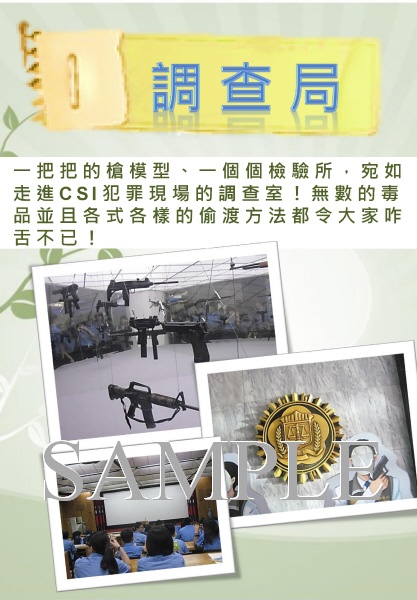 調查局
一把把的槍模型、一個個檢驗所，宛如
走進CSI犯罪現場的調查室！無數的毒
品並且各式各樣的偷渡方法都令大家咋
舌不已！
SAMPLE